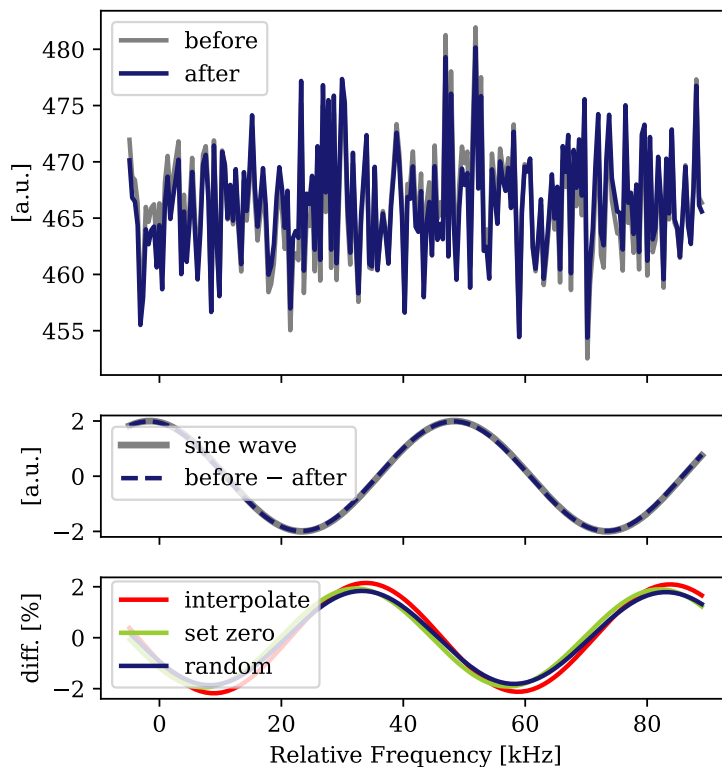 before
after
480
475
470
465
460
455
[a.u.]
2
0
−2
[a.u.]
sine wave
before − after
2
0
−2
diff. [%]
interpolate
set zero
random
0
20
40
60
80
Relative Frequency [kHz]